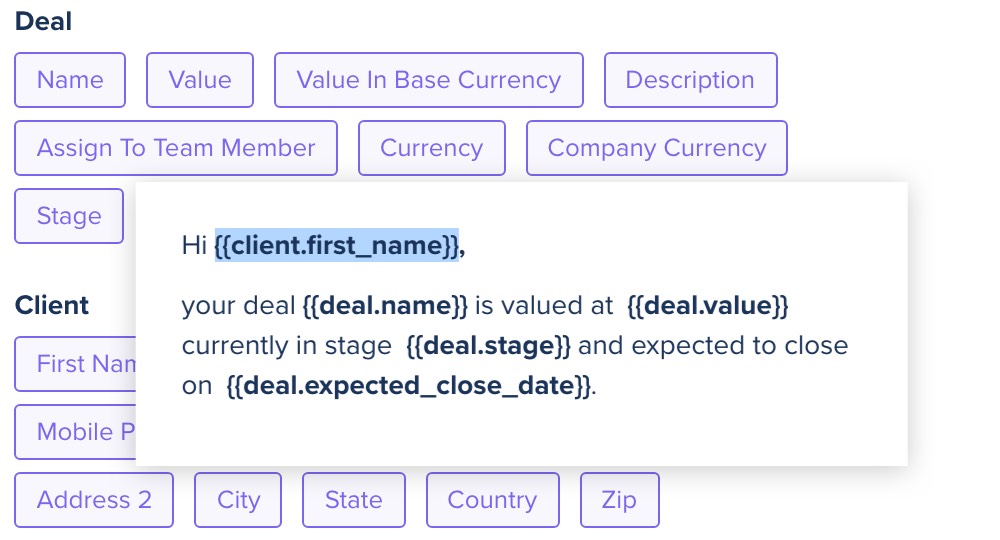 Deal
Name Value Value In Base Currency Description
Assign To Team Member Currency Company Currency
Stage
Hi {{client.first_name}},
your deal {{deal.name}} is valued at {{deal.value}}
currently in stage {{deal.stage}} and expected to close
on {{deal.expected_close_date}}.
Client
First
Mobile
Address 2 City State Country Zip